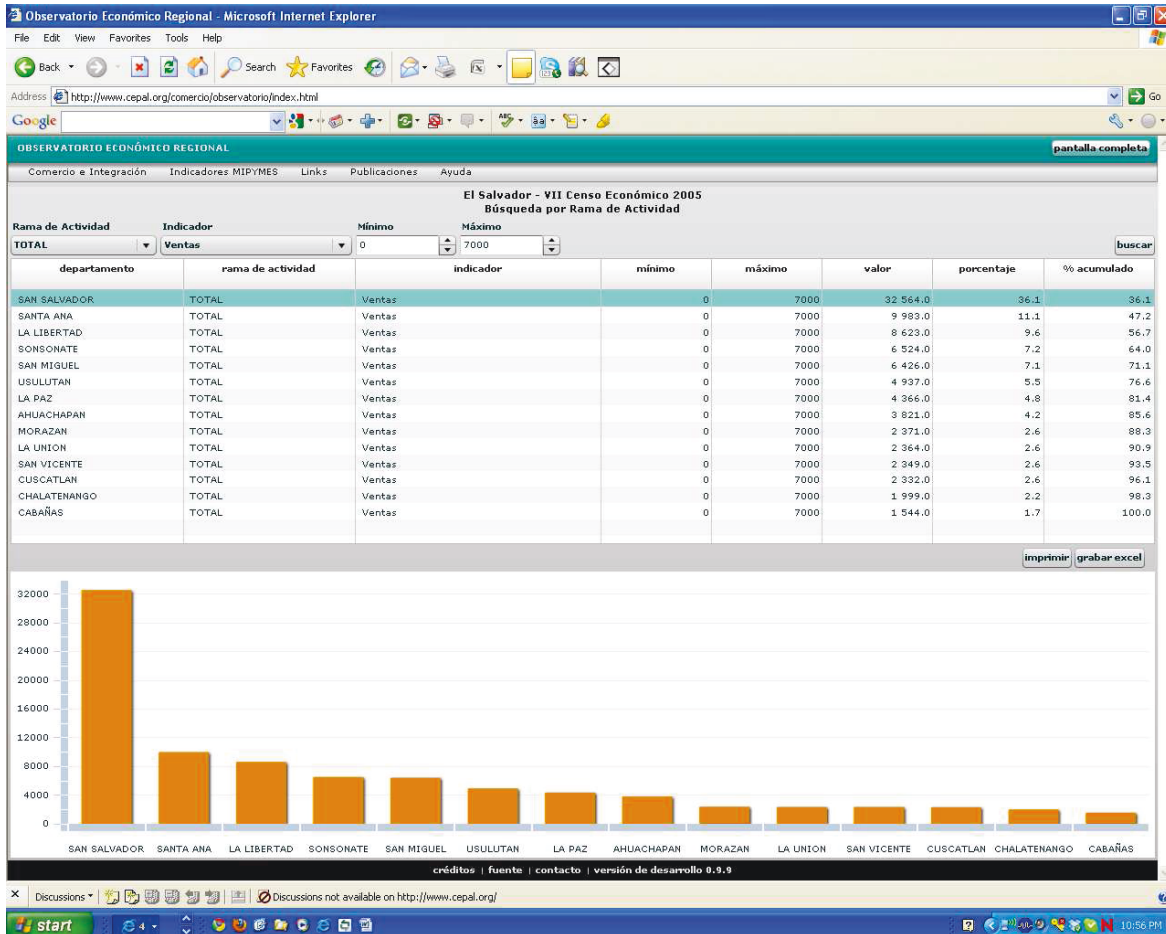 Observatorio Económico Regional - Microsoft Internet Explorer
File Edit View Favorites Tools Help
Back Search Favorites
Address http://www.cepal.org/comercio/observatorio/index.html Go
Google
OBSERVATORIO ECONÓMICO REGIONAL pantalla completa
Comercio e Integración Indicadores MIPYMES Links Publicaciones Ayuda
El Salvador - VII Censo Económico 2005
Búsqueda por Rama de Actividad
Rama de Actividad Indicador Mínimo Máximo
TOTAL Ventas 0 7000 buscar
departamento rama de actividad indicador mínimo máximo valor porcentaje % acumulado
SAN SALVADOR TOTAL Ventas 0 7000 32 564.0 36.1 36.1
SANTA ANA TOTAL Ventas 0 7000 9 983.0 11.1 47.2
LA LIBERTAD TOTAL Ventas 0 7000 8 623.0 9.6 56.7
SONSONATE TOTAL Ventas 0 7000 6 524.0 7.2 64.0
SAN MIGUEL TOTAL Ventas 0 7000 6 426.0 7.1 71.1
USULUTAN TOTAL Ventas 0 7000 4 937.0 5.5 76.6
LA PAZ TOTAL Ventas 0 7000 4 366.0 4.8 81.4
AHUACHAPAN TOTAL Ventas 0 7000 3 821.0 4.2 85.6
MORAZAN TOTAL Ventas 0 7000 2 371.0 2.6 88.3
LA UNION TOTAL Ventas 0 7000 2 364.0 2.6 90.9
SAN VICENTE TOTAL Ventas 0 7000 2 349.0 2.6 93.5
CUSCATLAN TOTAL Ventas 0 7000 2 332.0 2.6 96.1
CHALATENANGO TOTAL Ventas 0 7000 1 999.0 2.2 98.3
CABAÑAS TOTAL Ventas 0 7000 1 544.0 1.7 100.0
imprimir grabar excel
32000
28000
24000
20000
16000
12000
8000
4000
0
SAN SALVADOR SANTA ANA LA LIBERTAD SONSONATE SAN MIGUEL USULUTAN LA PAZ AHUACHAPAN MORAZAN LA UNION SAN VICENTE CUSCATLAN CHALATENANGO CABAÑAS
créditos | fuente | contacto | versión de desarrollo 0.9.9
Discussions Discussions not available on http://www.cepal.org/
start 4 10:56 PM